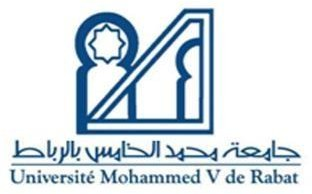 جامعة محمد الخامس بالرباط
Université Mohammed V de Rabat